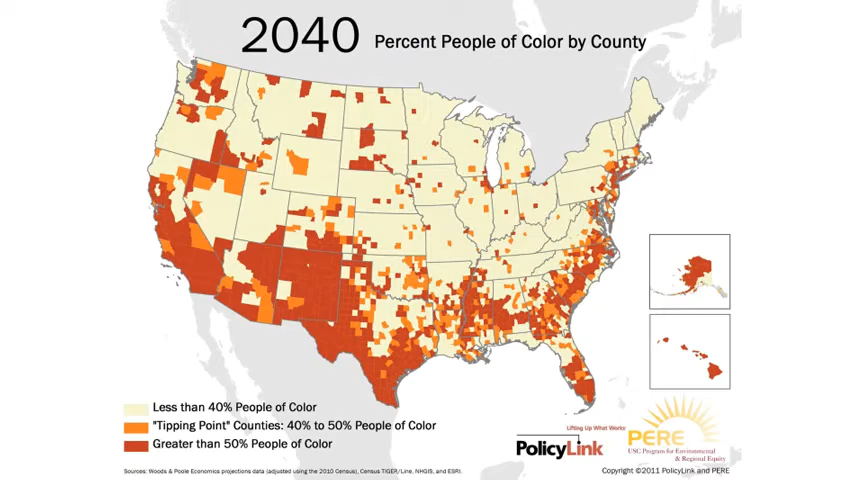 2040 Percent People of Color by County
Less than 40% People of Color
"Tipping Point" Counties: 40% to 50% People of Color
Greater than 50% People of Color
Lifting Up What Works
PolicyLink
PERE
USC Program for Environmental
& Regional Equity
Sources: Woods & Poole Economics projections data (adjusted using the 2010 Census), Census TIGER/Line, NHGIS, and ESRI.
Copyright ©2011 PolicyLink and PERE